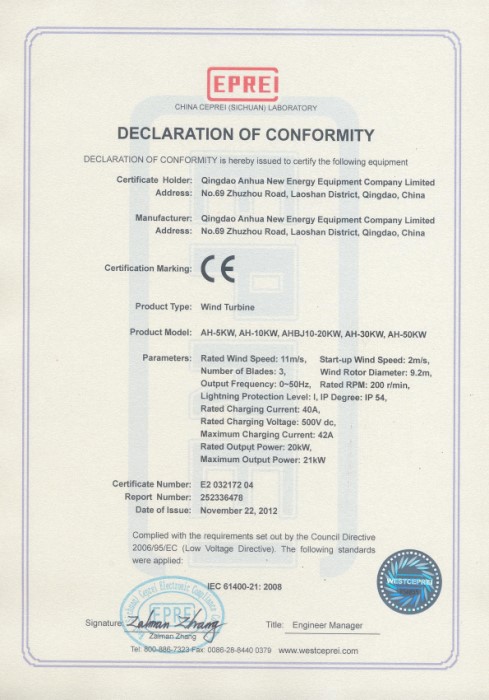 EPREI
CHINA CEPREI (SICHUAN) LABORATORY
DECLARATION OF CONFORMITY
DECLARATION OF CONFORMITY is hereby issued to certify the following equipment
Certificate Holder: Qingdao Anhua New Energy Equipment Company Limited
Address: No.69 Zhuzhou Road, Laoshan District, Qingdao, China
Manufacturer: Qingdao Anhua New Energy Equipment Company Limited
Address: No.69 Zhuzhou Road, Laoshan District, Qingdao, China
Certification Marking: CE
Product Type: Wind Turbine
Product Model: AH-5KW, AH-10KW, AHBJ10-20KW, AH-30KW, AH-50KW
Parameters: Rated Wind Speed: 11m/s, Start-up Wind Speed: 2m/s,
Number of Blades: 3, Wind Rotor Diameter: 9.2m,
Output Frequency: 0~50Hz, Rated RPM: 200 r/min,
Lightning Protection Level: I, IP Degree: IP 54,
Rated Charging Current: 40A,
Rated Charging Voltage: 500V dc,
Maximum Charging Current: 42A
Rated Output Power: 20kW,
Maximum Output Power: 21kW
Certificate Number: E2 032172 04
Report Number: 252336478
Date of Issue: November 22, 2012
Complied with the requirements set out by the Council Directive
2006/95/EC (Low Voltage Directive). The following standards
were applied:
WESTCEPREI
IEC 61400-21: 2008
EPREI
Signature: Zalman Zhang Title: Engineer Manager
Zalman Zhang
Tel: 800-886-7323 Fax: 0086-28-8440 0379 www.westceprei.com